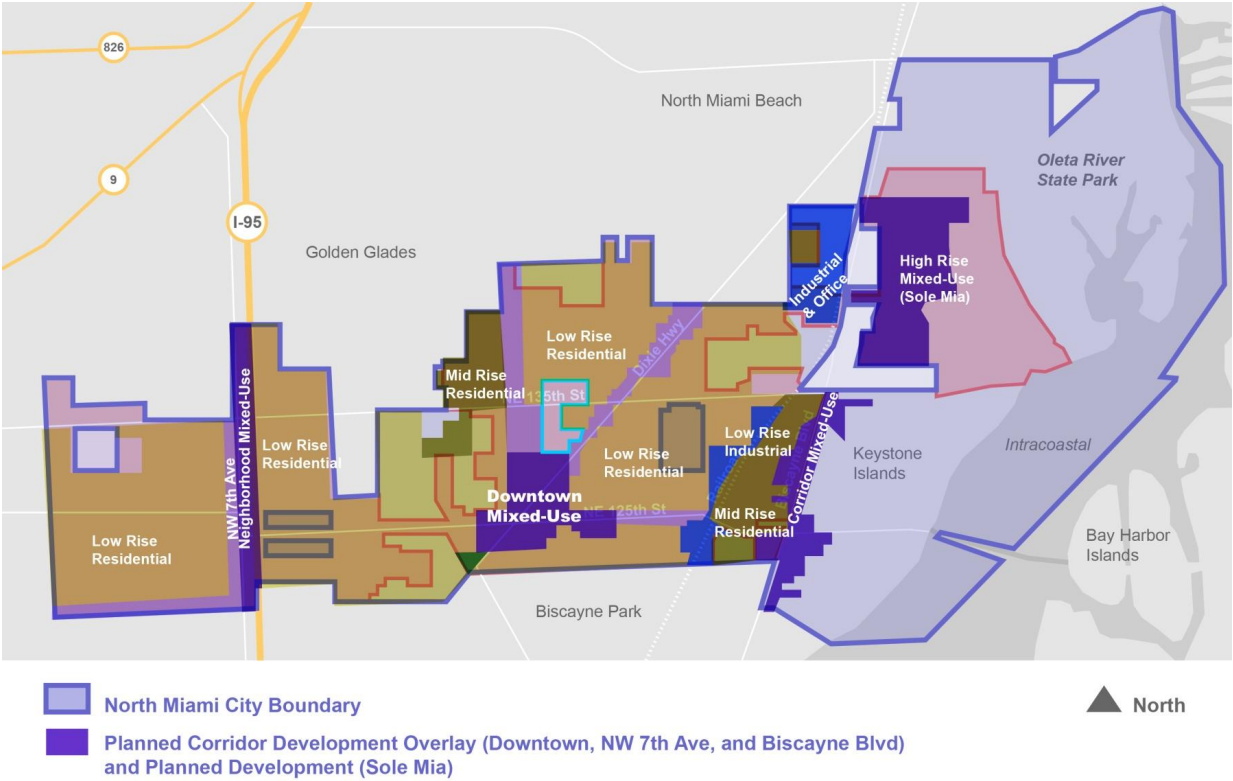 826
North Miami Beach
Oleta River
State Park
9
I-95
Golden Glades
High Rise
Mixed-Use
(Sole Mia)
Industrial
& Office
Low Rise
Residential
Dixie Hwy
Mid Rise
Residential
NE 135th St
NW 7th Ave
Neighborhood Mixed-Use
Low Rise
Residential
Low Rise
Residential
Low Rise
Industrial
Biscayne Blvd
Corridor Mixed-Use
Keystone
Islands
Intracoastal
Downtown
Mixed-Use
NE 125th St
Mid Rise
Residential
Low Rise
Residential
Bay Harbor
Islands
Biscayne Park
North Miami City Boundary
North
Planned Corridor Development Overlay (Downtown, NW 7th Ave, and Biscayne Blvd)
and Planned Development (Sole Mia)